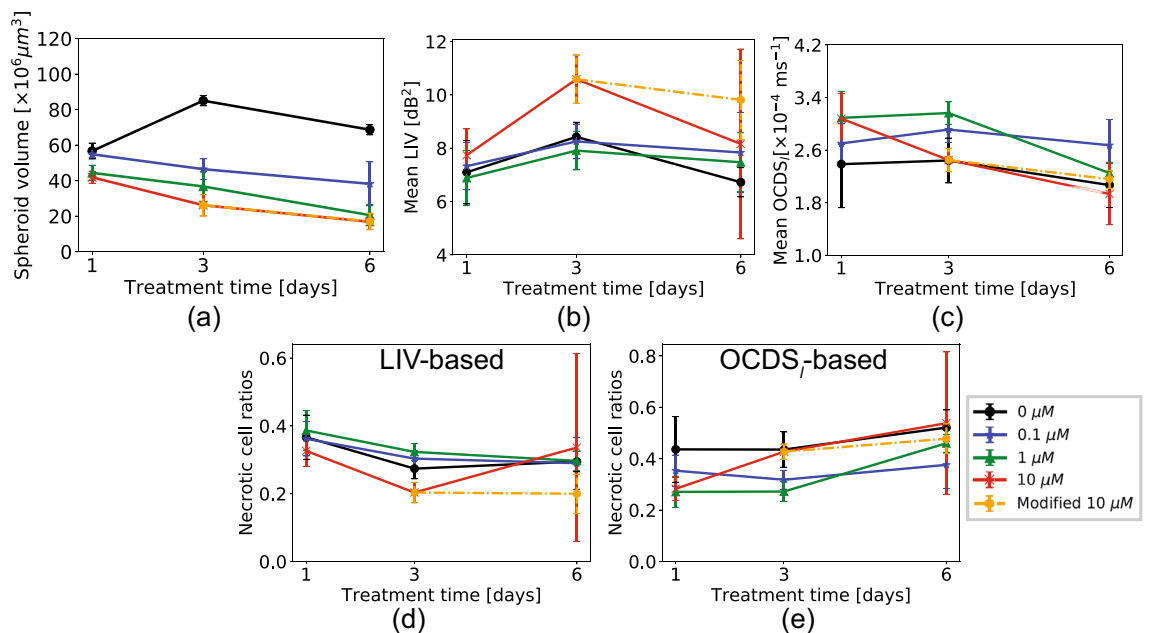 Spheroid volume [×10⁶μm³]
120
100
80
60
40
20
0
1
3
6
Treatment time [days]
(a)
Mean LIV [dB²]
12
10
8
6
4
1
3
6
Treatment time [days]
(b)
Mean OCDSₗ[×10⁻⁴ ms⁻¹]
4.2
3.4
2.6
1.8
1.0
1
3
6
Treatment time [days]
(c)
LIV-based
Necrotic cell ratios
0.6
0.4
0.2
0.0
1
3
6
Treatment time [days]
(d)
OCDSₗ-based
Necrotic cell ratios
0.8
0.6
0.4
0.2
0.0
1
3
6
Treatment time [days]
(e)
0 μM
0.1 μM
1 μM
10 μM
Modified 10 μM